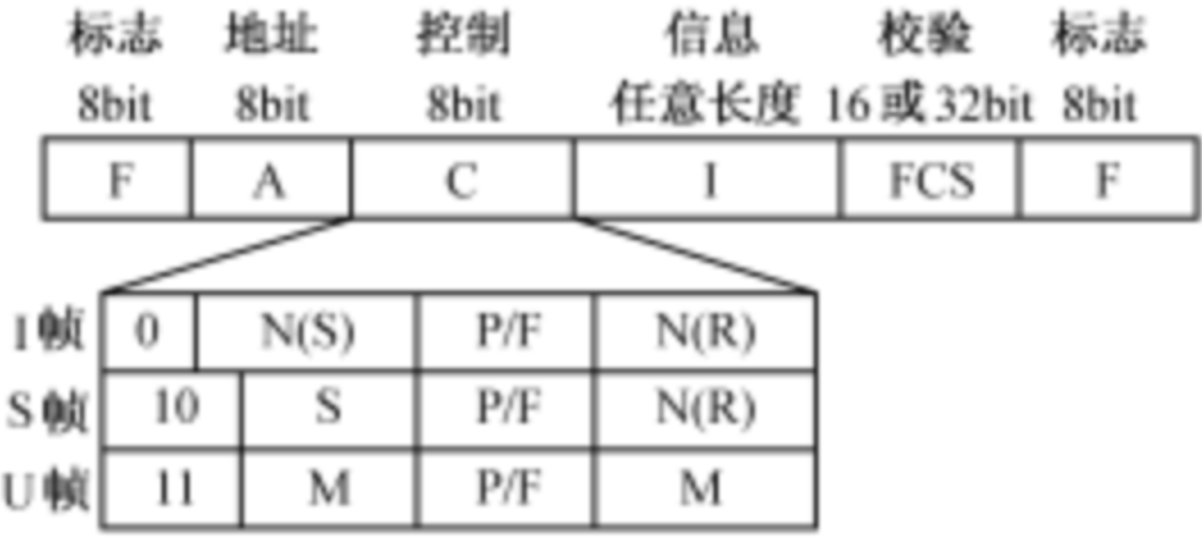 标志 地址 控制 信息 校验 标志
8bit 8bit 8bit 任意长度 16或32bit 8bit
F A C I FCS F
I帧 0 N(S) P/F N(R)
S帧 10 S P/F N(R)
U帧 11 M P/F M